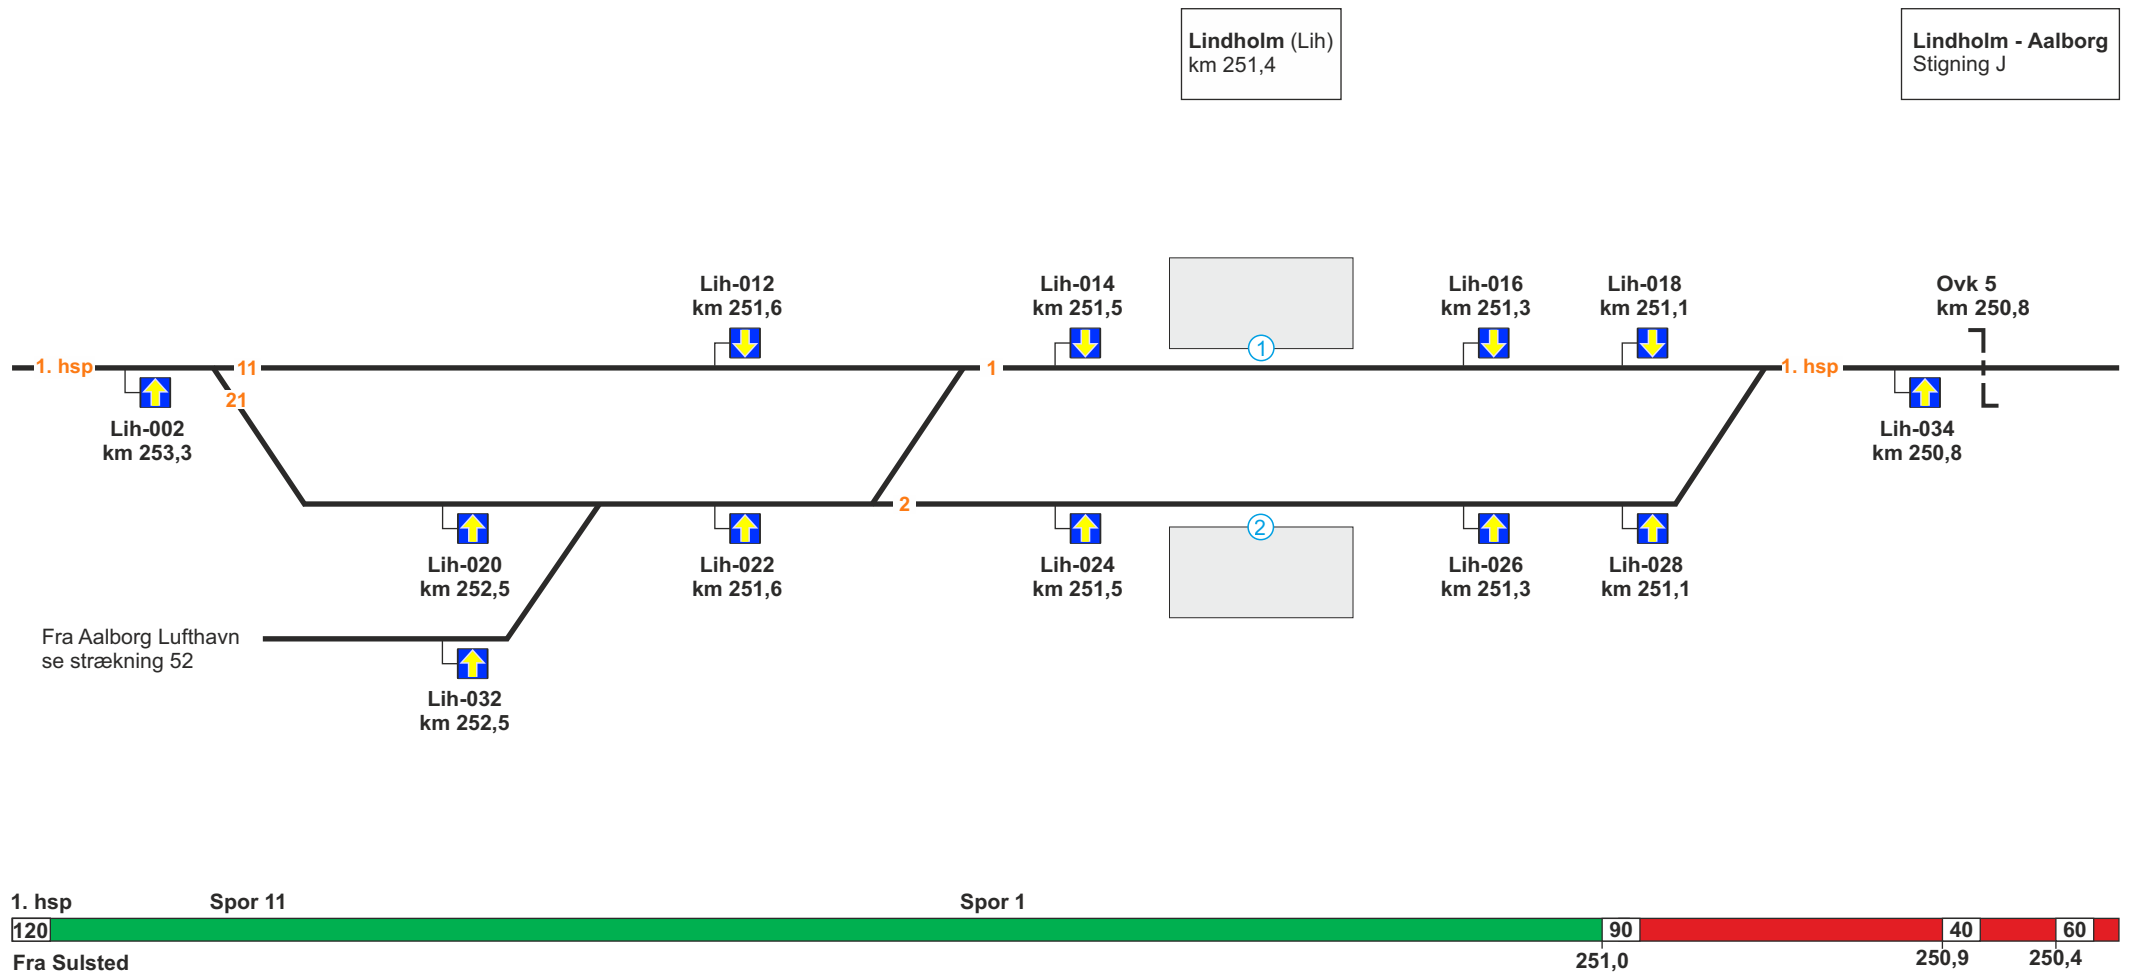 Lindholm (Lih)
km 251,4
Lindholm - Aalborg
Stigning J
Lih-012
km 251,6
Lih-014
km 251,5
Lih-016
km 251,3
Lih-018
km 251,1
Ovk 5
km 250,8
1
1. hsp
11
1
1. hsp
21
Lih-002
km 253,3
Lih-034
km 250,8
2
2
Lih-020
km 252,5
Lih-022
km 251,6
Lih-024
km 251,5
Lih-026
km 251,3
Lih-028
km 251,1
Fra Aalborg Lufthavn
se strækning 52
Lih-032
km 252,5
1. hsp
Spor 11
Spor 1
120
90
40
60
Fra Sulsted
251,0
250,9
250,4